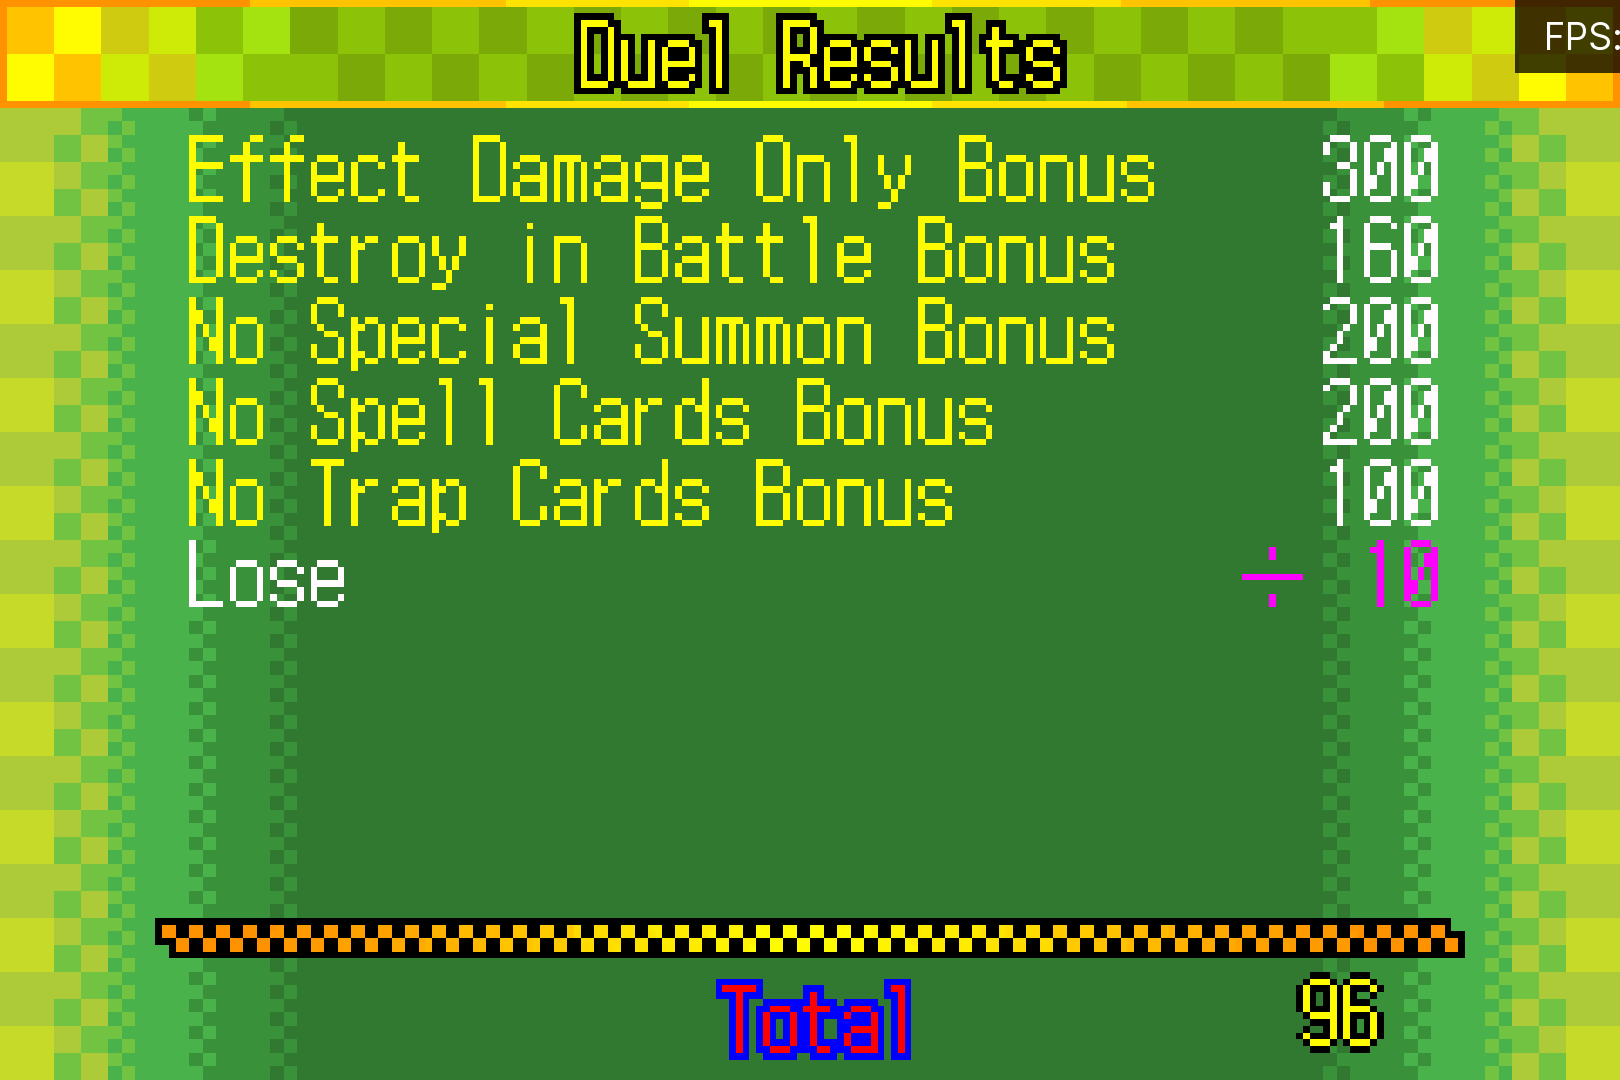 Duel Results
FPS:
Effect Damage Only Bonus 300
Destroy in Battle Bonus 160
No Special Summon Bonus 200
No Spell Cards Bonus 200
No Trap Cards Bonus 100
Lose ÷ 10
Total 96